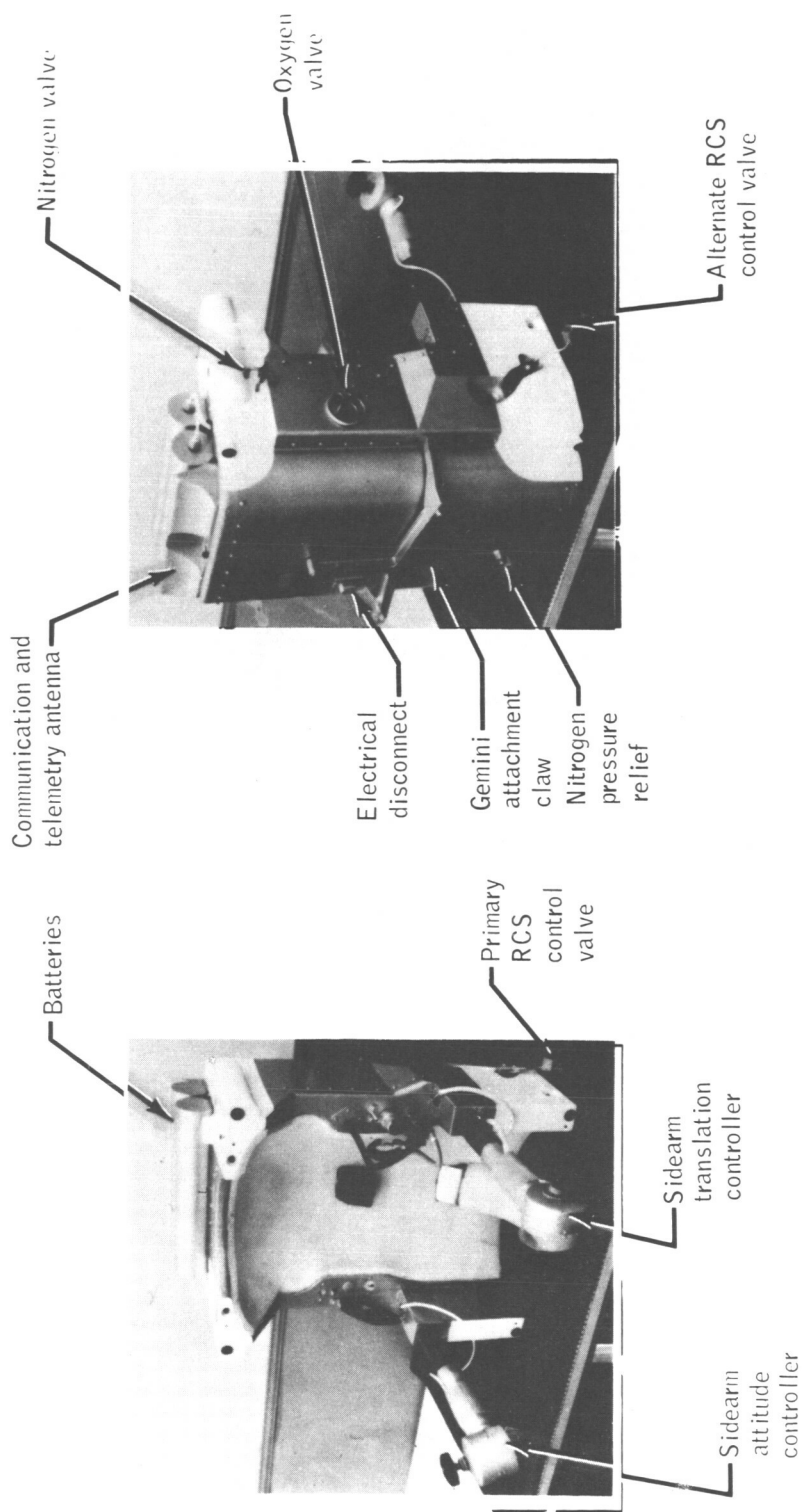 Batteries
Primary
RCS
control
valve
Sidearm
translation
controller
Sidearm
attitude
controller
Communication and
telemetry antenna
Nitrogen valve
Oxygen
valve
Electrical
disconnect
Gemini
attachment
claw
Nitrogen
pressure
relief
Alternate RCS
control valve